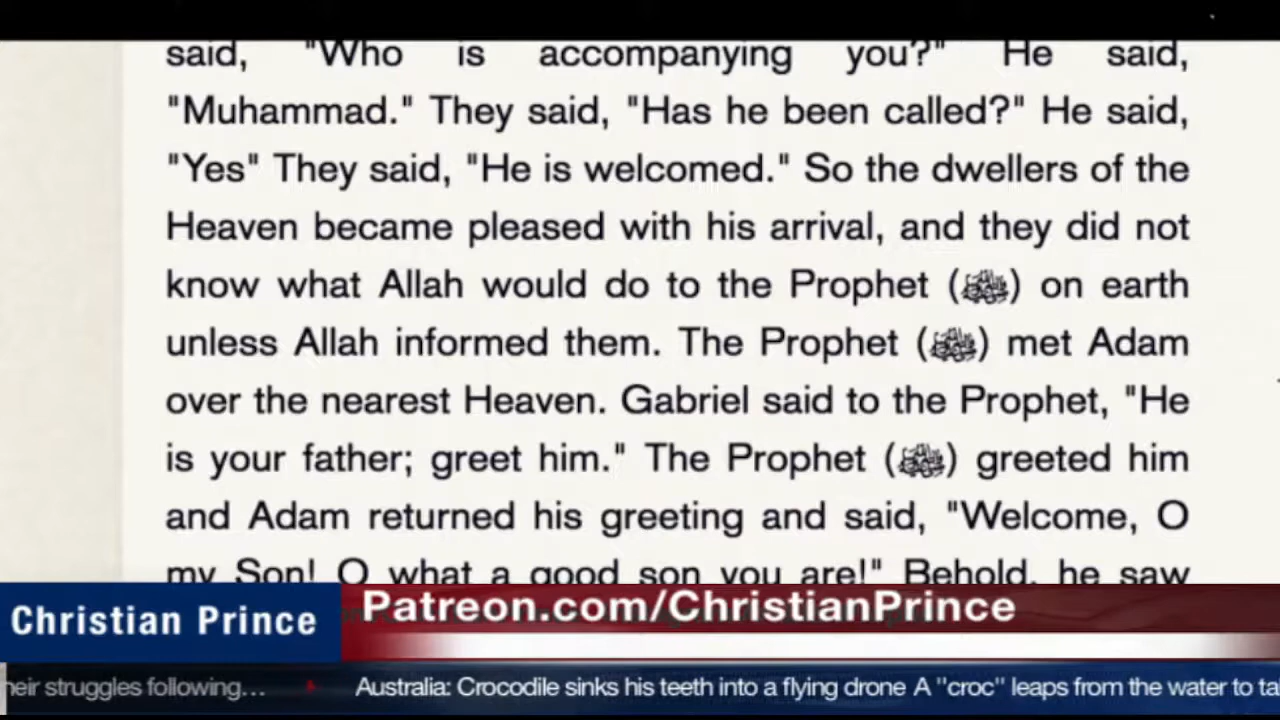 said, "Who is accompanying you?" He said,
"Muhammad." They said, "Has he been called?" He said,
"Yes" They said, "He is welcomed." So the dwellers of the
Heaven became pleased with his arrival, and they did not
know what Allah would do to the Prophet (ﷺ) on earth
unless Allah informed them. The Prophet (ﷺ) met Adam
over the nearest Heaven. Gabriel said to the Prophet, "He
is your father; greet him." The Prophet (ﷺ) greeted him
and Adam returned his greeting and said, "Welcome, O
my Son! O what a good son you are!" Behold, he saw
Christian Prince
Patreon.com/ChristianPrince
heir struggles following...
Australia: Crocodile sinks his teeth into a flying drone A "croc" leaps from the water to ta